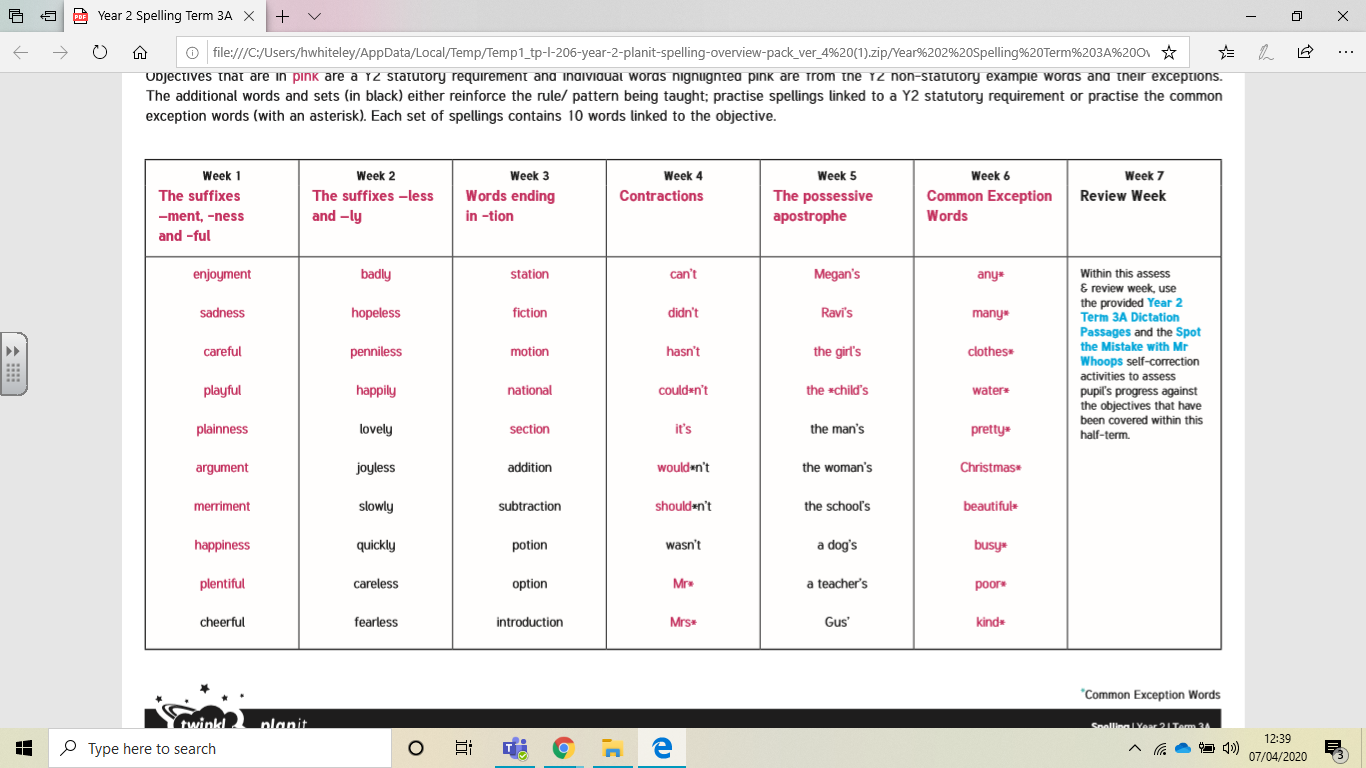 Year 2 Spelling Term 3A
file:///C:/Users/hwhiteley/AppData/Local/Temp/Temp1_tp-l-206-year-2-planit-spelling-overview-pack_ver_4%20(1).zip/Year%202%20Spelling%20Term%203A%20Ov
Objectives that are in pink are a Y2 statutory requirement and individual words highlighted pink are from the Y2 non-statutory example words and their exceptions.
The additional words and sets (in black) either reinforce the rule/ pattern being taught; practise spellings linked to a Y2 statutory requirement or practise the common
exception words (with an asterisk). Each set of spellings contains 10 words linked to the objective.
Week 1
The suffixes
–ment, -ness
and -ful
enjoyment
sadness
careful
playful
plainness
argument
merriment
happiness
plentiful
cheerful
Week 2
The suffixes –less
and –ly
badly
hopeless
penniless
happily
lovely
joyless
slowly
quickly
careless
fearless
Week 3
Words ending
in -tion
station
fiction
motion
national
section
addition
subtraction
potion
option
introduction
Week 4
Contractions
can't
didn't
hasn't
could*n't
it's
would*n't
should*n't
wasn't
Mr*
Mrs*
Week 5
The possessive
apostrophe
Megan's
Ravi's
the girl's
the *child's
the man's
the woman's
the school's
a dog's
a teacher's
Gus'
Week 6
Common Exception
Words
any*
many*
clothes*
water*
pretty*
Christmas*
beautiful*
busy*
poor*
kind*
Week 7
Review Week
Within this assess
& review week, use
the provided Year 2
Term 3A Dictation
Passages and the Spot
the Mistake with Mr
Whoops self-correction
activities to assess
pupil's progress against
the objectives that have
been covered within this
half-term.
*Common Exception Words
twinkl planit
Spelling | Year 2 | Term 3A
Type here to search
12:39
07/04/2020
3